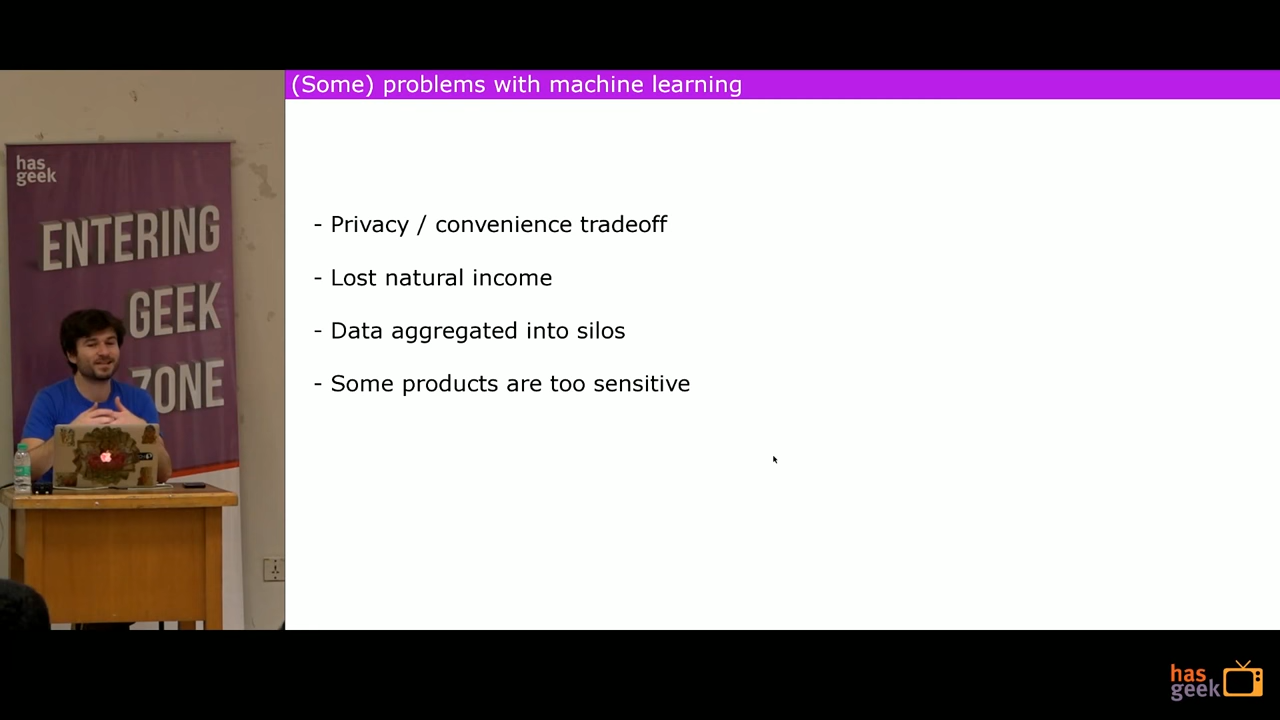 (Some) problems with machine learning
has
geek
ENTERING
GEEK
ZONE
- Privacy / convenience tradeoff
- Lost natural income
- Data aggregated into silos
- Some products are too sensitive
has
geek